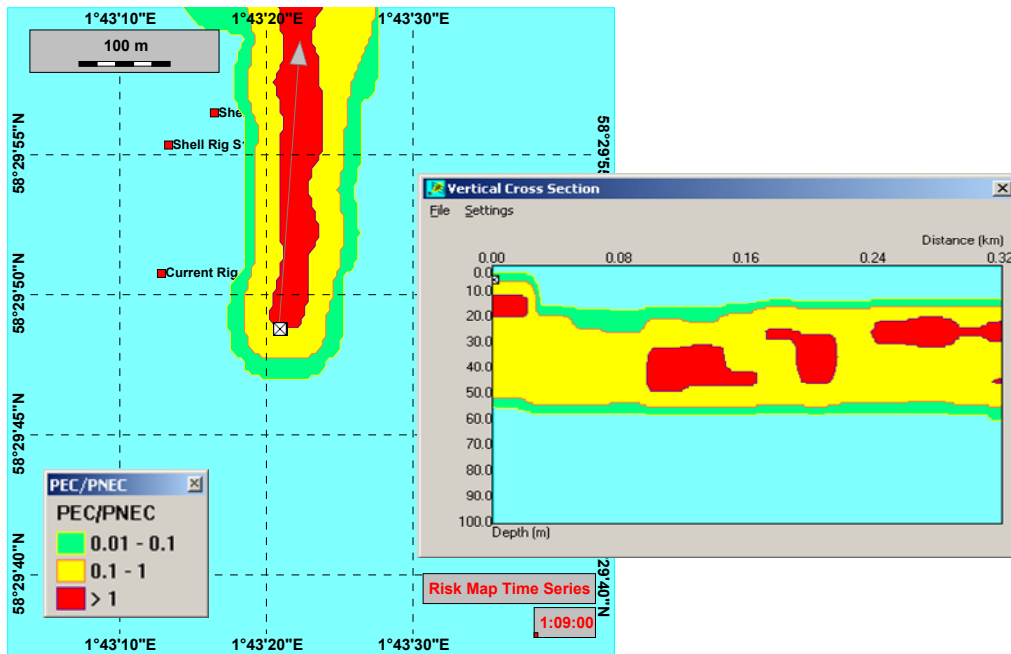 1°43'10"E 1°43'20"E 1°43'30"E
100 m
She
Shell Rig S
Current Rig
58°29'55"N
58°29'50"N
58°29'45"N
58°29'40"N
58°29'5
29'40"N
Vertical Cross Section
File Settings
Distance (km)
0.00 0.08 0.16 0.24 0.32
0.0
10.0
20.0
30.0
40.0
50.0
60.0
70.0
80.0
90.0
100.0
Depth (m)
PEC/PNEC
PEC/PNEC
0.01 - 0.1
0.1 - 1
> 1
Risk Map Time Series
1:09:00
1°43'10"E 1°43'20"E 1°43'30"E